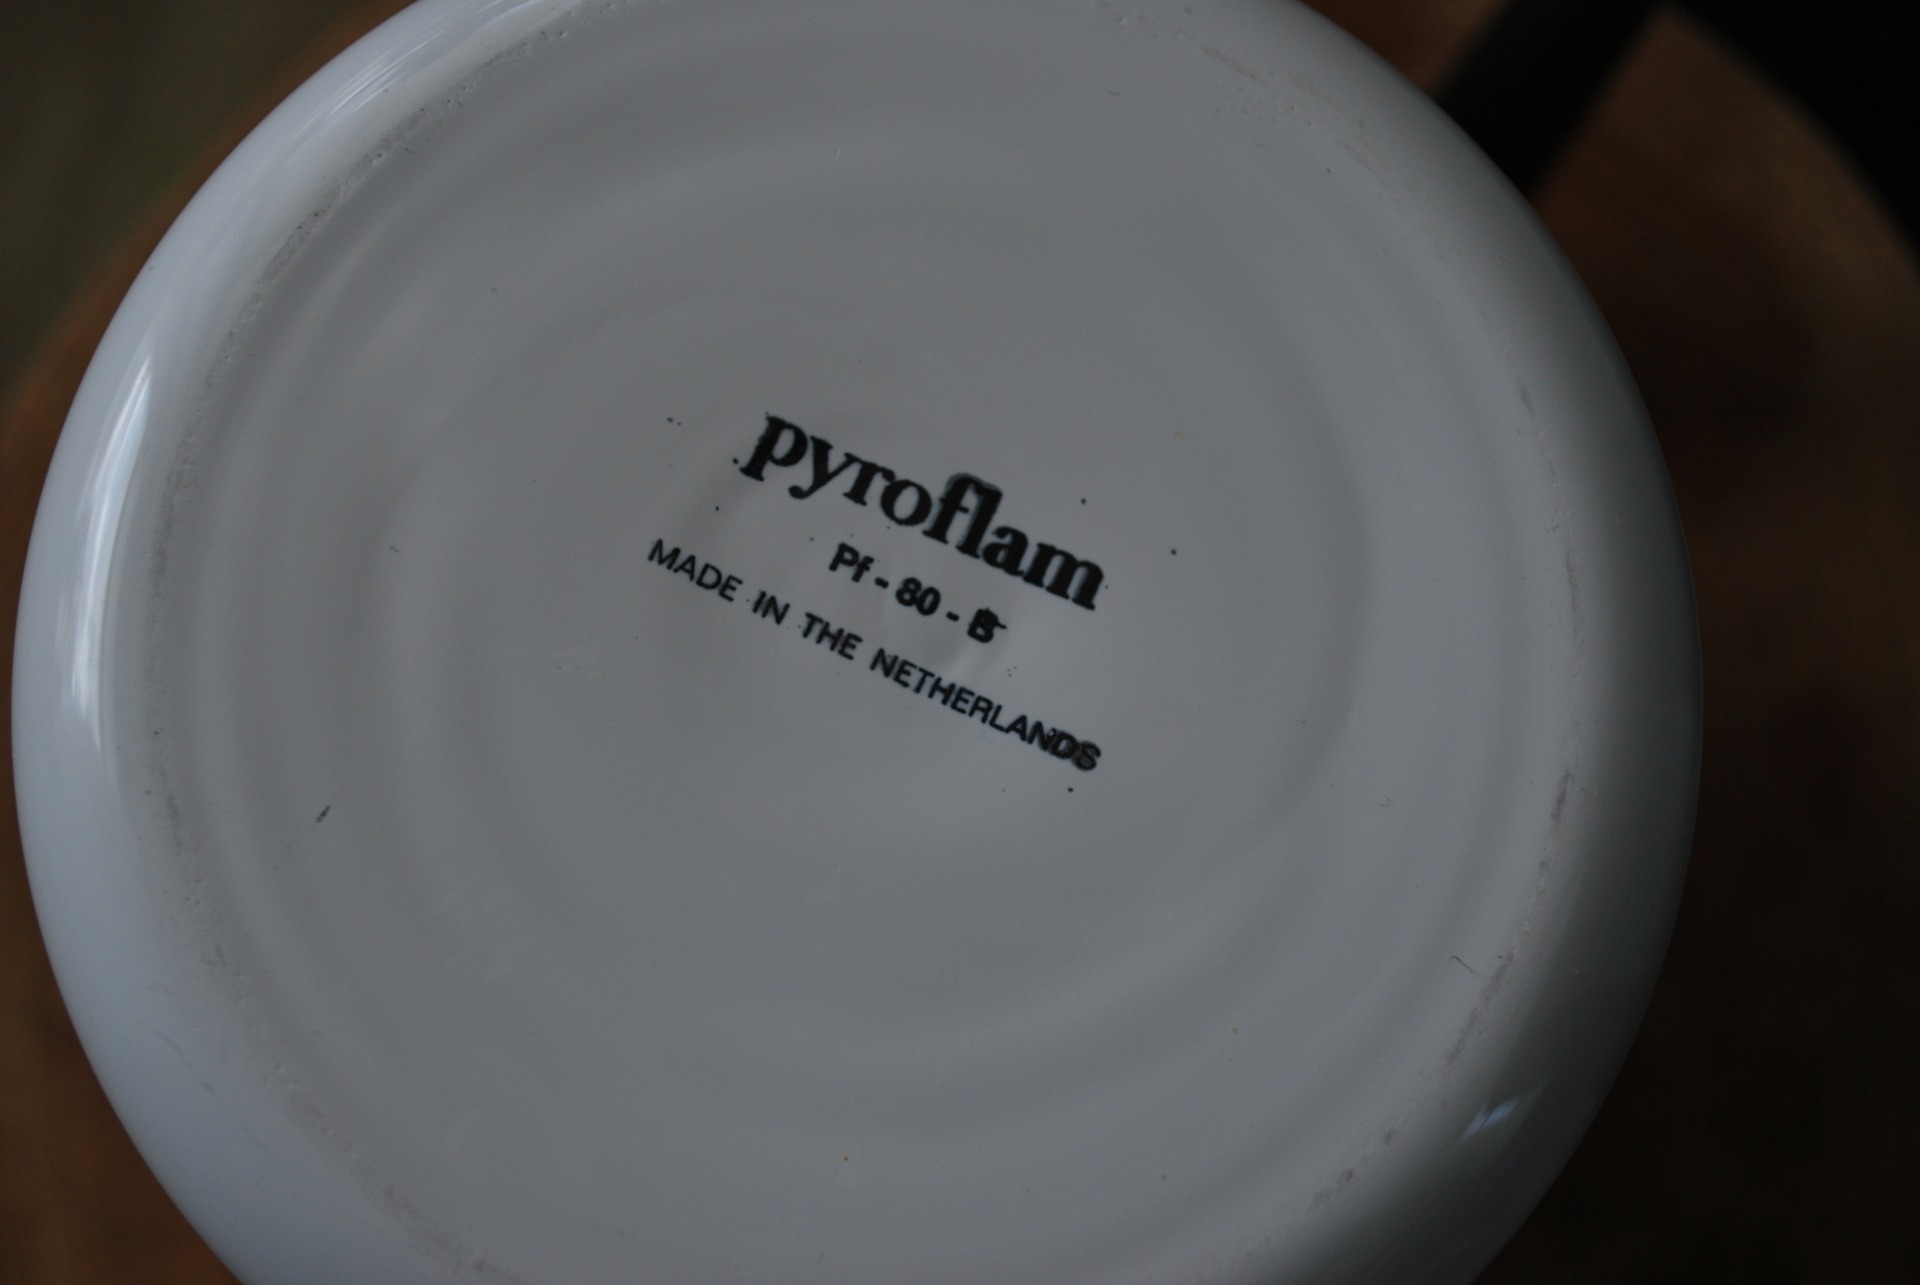 pyroflam
Pf - 80 - B
MADE IN THE NETHERLANDS